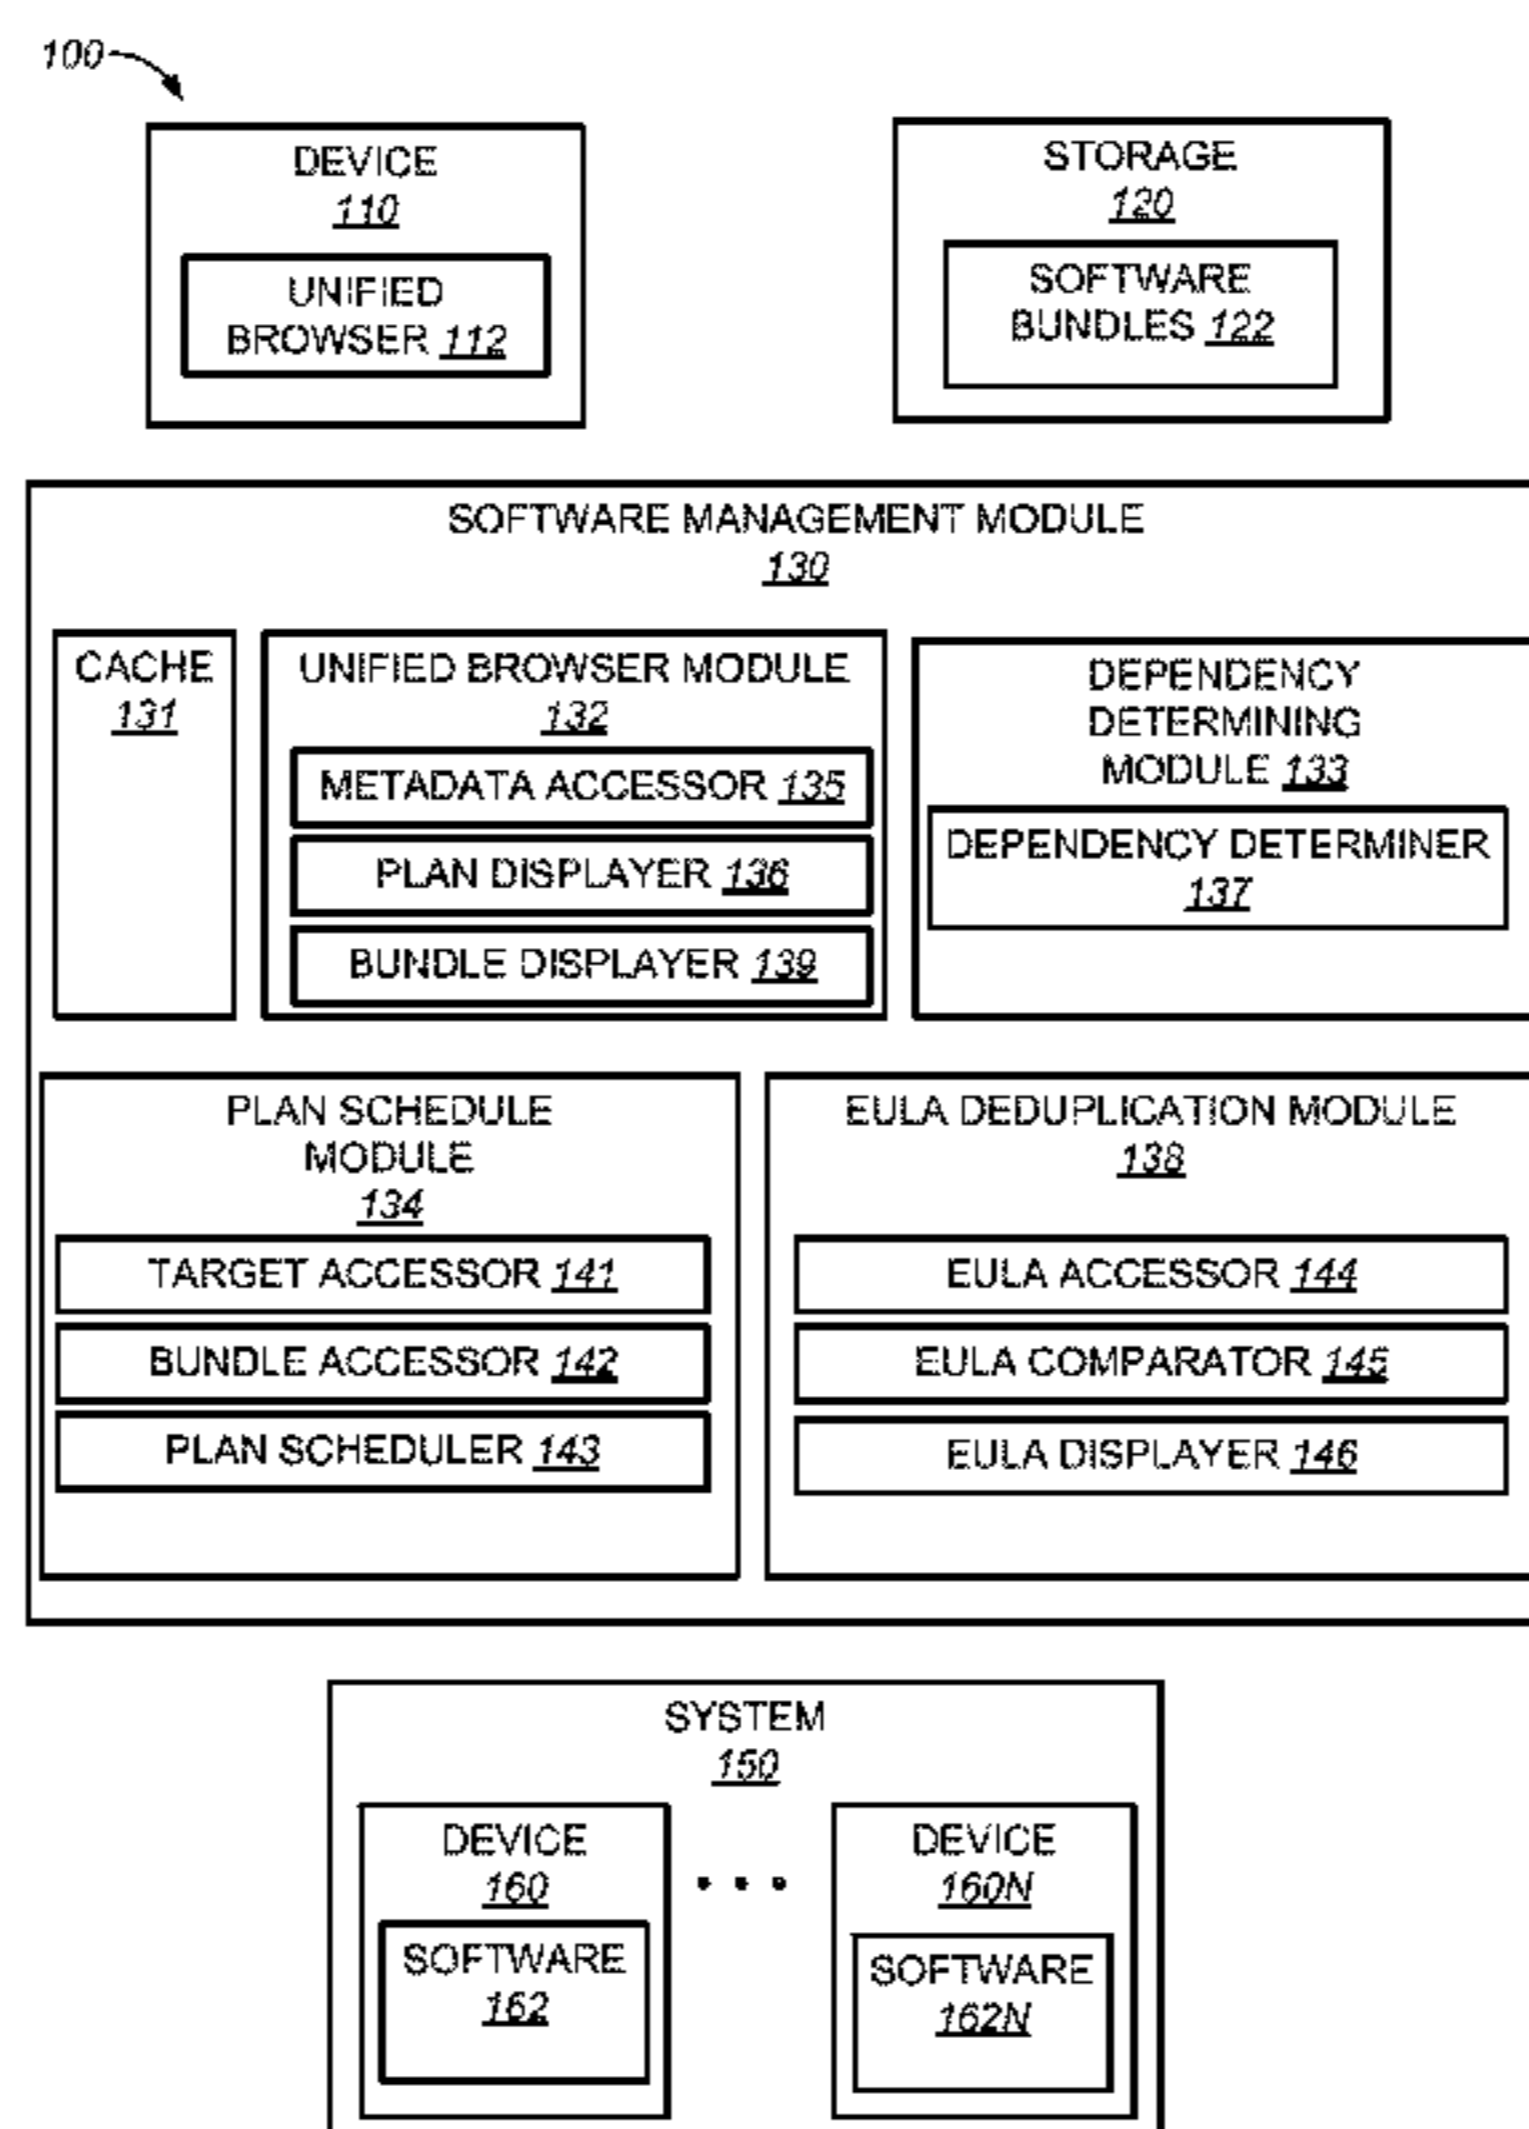 100
DEVICE
110
UNIFIED
BROWSER 112
STORAGE
120
SOFTWARE
BUNDLES 122
SOFTWARE MANAGEMENT MODULE
130
CACHE
131
UNIFIED BROWSER MODULE
132
METADATA ACCESSOR 135
PLAN DISPLAYER 136
BUNDLE DISPLAYER 139
DEPENDENCY
DETERMINING
MODULE 133
DEPENDENCY DETERMINER
137
PLAN SCHEDULE
MODULE
134
TARGET ACCESSOR 141
BUNDLE ACCESSOR 142
PLAN SCHEDULER 143
EULA DEDUPLICATION MODULE
138
EULA ACCESSOR 144
EULA COMPARATOR 145
EULA DISPLAYER 146
SYSTEM
150
DEVICE
160
SOFTWARE
162
DEVICE
160N
SOFTWARE
162N